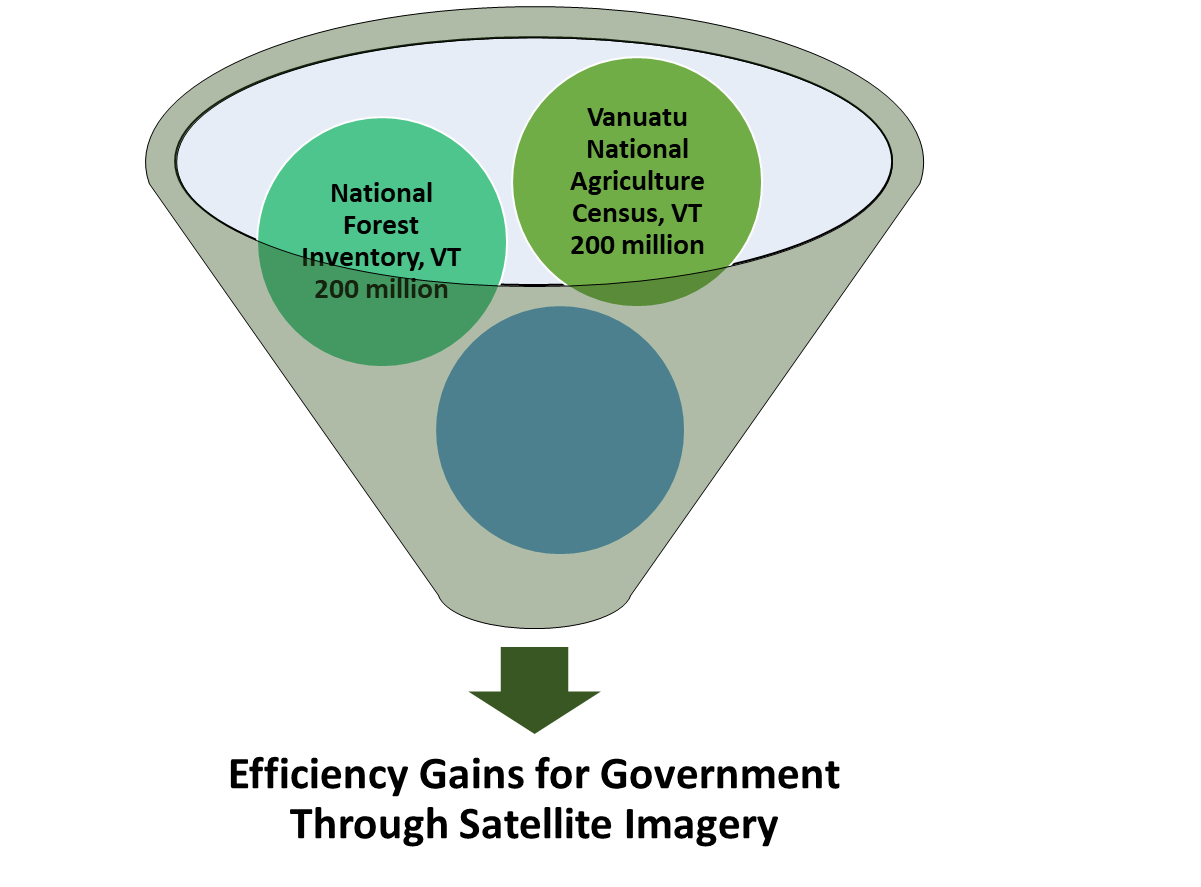 National
Forest
Inventory, VT
200 million
Vanuatu
National
Agriculture
Census, VT
200 million
Efficiency Gains for Government
Through Satellite Imagery